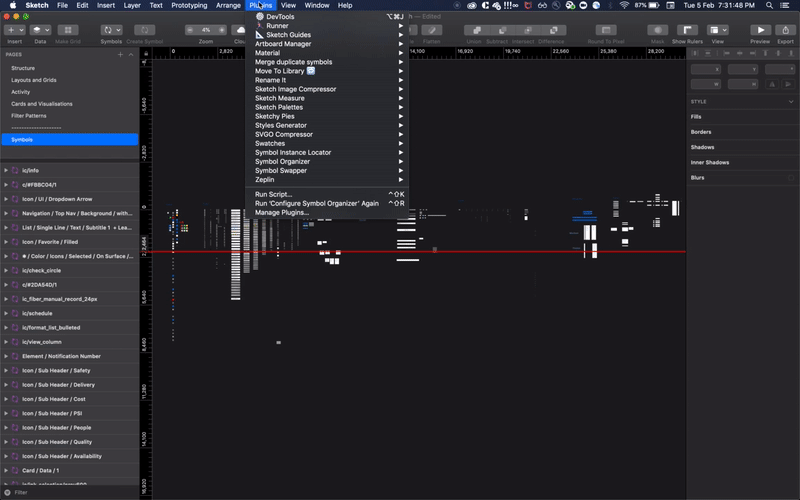 Sketch File Edit Insert Layer Text Prototyping Arrange Plugins View Window Help
87% Tue 5 Feb 7:31:48 PM
Edited
Insert Data Make Grid Symbols Create Symbol Zoom
4%
Flatten Union Subtract Intersect Difference Round To Pixel Mask Show Rulers View Preview Export
DevTools ⌥⌘J
Runner
Sketch Guides
Artboard Manager
Material
Merge duplicate symbols
Move To Library
Rename It
Sketch Image Compressor
Sketch Measure
Sketch Palettes
Sketchy Pies
Styles Generator
SVGO Compressor
Swatches
Symbol Instance Locator
Symbol Organizer
Symbol Swapper
Zeplin
Run Script... ^⇧K
Run ‘Configure Symbol Organizer’ Again ^⇧R
Manage Plugins...
PAGES
Structure
Layouts and Grids
Activity
Cards and Visualisations
Filter Patterns
--------------------
Symbols
ic/info
c/#FBBC04/1
Icon / UI / Dropdown Arrow
Navigation / Top Nav / Background / with...
List / Single Line / Text / Subtitle 1 + Lea...
Icon / Favorite / Filled
✱ / Color / Icons / Selected / On Surface / ...
ic/check_circle
c/#2DA54D/1
ic_fiber_manual_record_24px
ic/schedule
ic/format_list_bulleted
ic/view_column
Element / Notification Number
Icon / Sub Header / Safety
Icon / Sub Header / Delivery
Icon / Sub Header / Cost
Icon / Sub Header / PSI
Icon / Sub Header / People
Icon / Sub Header / Quality
Icon / Sub Header / Availability
Card / Data / 1
Filter
0 2,820 14,100 16,920 19,740 22,560 25,380 28,200
-5,640
-2,820
0
5,640
8,460
11,280
14,100
16,920
STYLE
Fills
Borders
Shadows
Inner Shadows
Blurs